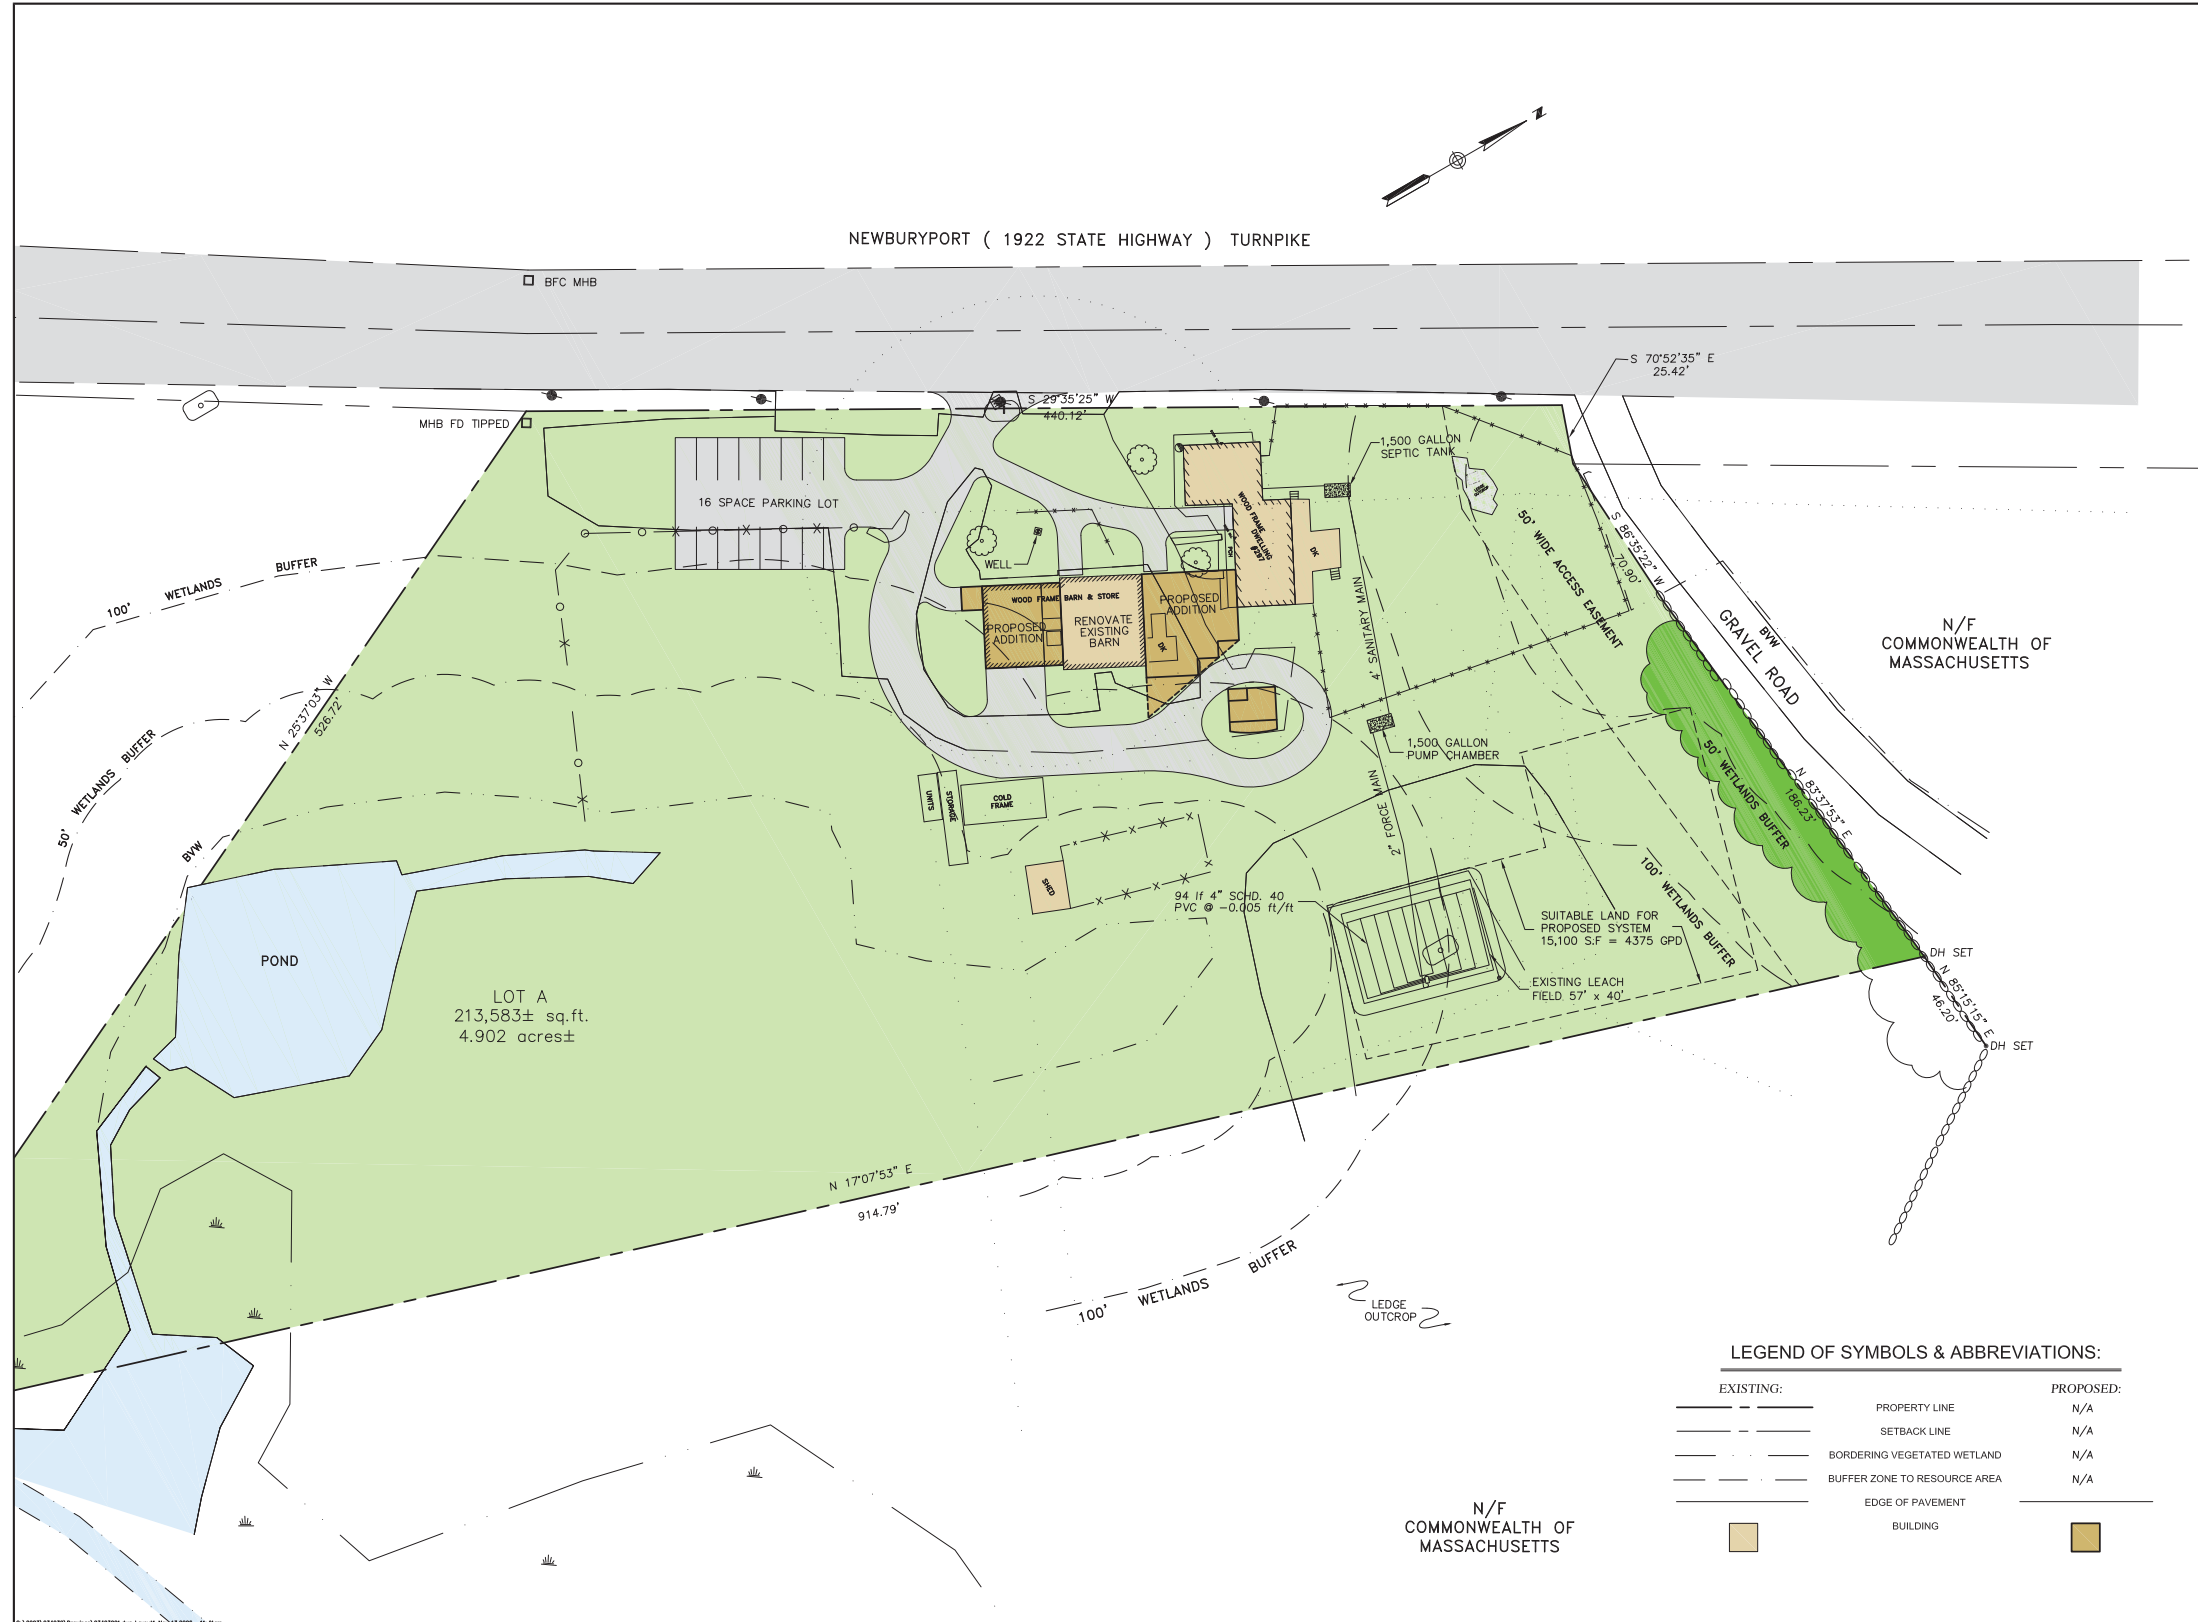 NEWBURYPORT ( 1922 STATE HIGHWAY ) TURNPIKE
N
BFC MHB
S 70°52'35" E
25.42'
S 29°35'25" W
440.12'
MHB FD TIPPED
1,500 GALLON
SEPTIC TANK
16 SPACE PARKING LOT
WELL
WOOD FRAME
DWELLING
#287
DK
PCH
LEDGE
OUTCROP
50' WIDE ACCESS EASEMENT
S 86°35'22" W
70.90'
GRAVEL ROAD
BVW
N/F
COMMONWEALTH OF
MASSACHUSETTS
100' WETLANDS BUFFER
WOOD FRAME BARN & STORE
PROPOSED
ADDITION
RENOVATE
EXISTING
BARN
PROPOSED
ADDITION
DK
4' SANITARY MAIN
N 25°37'03" W
526.72'
50' WETLANDS BUFFER
BVW
1,500 GALLON
PUMP CHAMBER
2" FORCE MAIN
50' WETLANDS BUFFER
N 83°37'53" E
186.23'
STORAGE
UNITS
COLD
FRAME
SHED
94 lf 4" SCHD. 40
PVC @ -0.005 ft/ft
100' WETLANDS BUFFER
SUITABLE LAND FOR
PROPOSED SYSTEM
15,100 S.F = 4375 GPD
EXISTING LEACH
FIELD 57' x 40'
DH SET
N 85°15'15" E
46.20'
DH SET
POND
LOT A
213,583± sq.ft.
4.902 acres±
N 17°07'53" E
914.79'
100' WETLANDS BUFFER
LEDGE
OUTCROP
N/F
COMMONWEALTH OF
MASSACHUSETTS
LEGEND OF SYMBOLS & ABBREVIATIONS:
EXISTING: PROPOSED:
PROPERTY LINE N/A
SETBACK LINE N/A
BORDERING VEGETATED WETLAND N/A
BUFFER ZONE TO RESOURCE AREA N/A
EDGE OF PAVEMENT
BUILDING